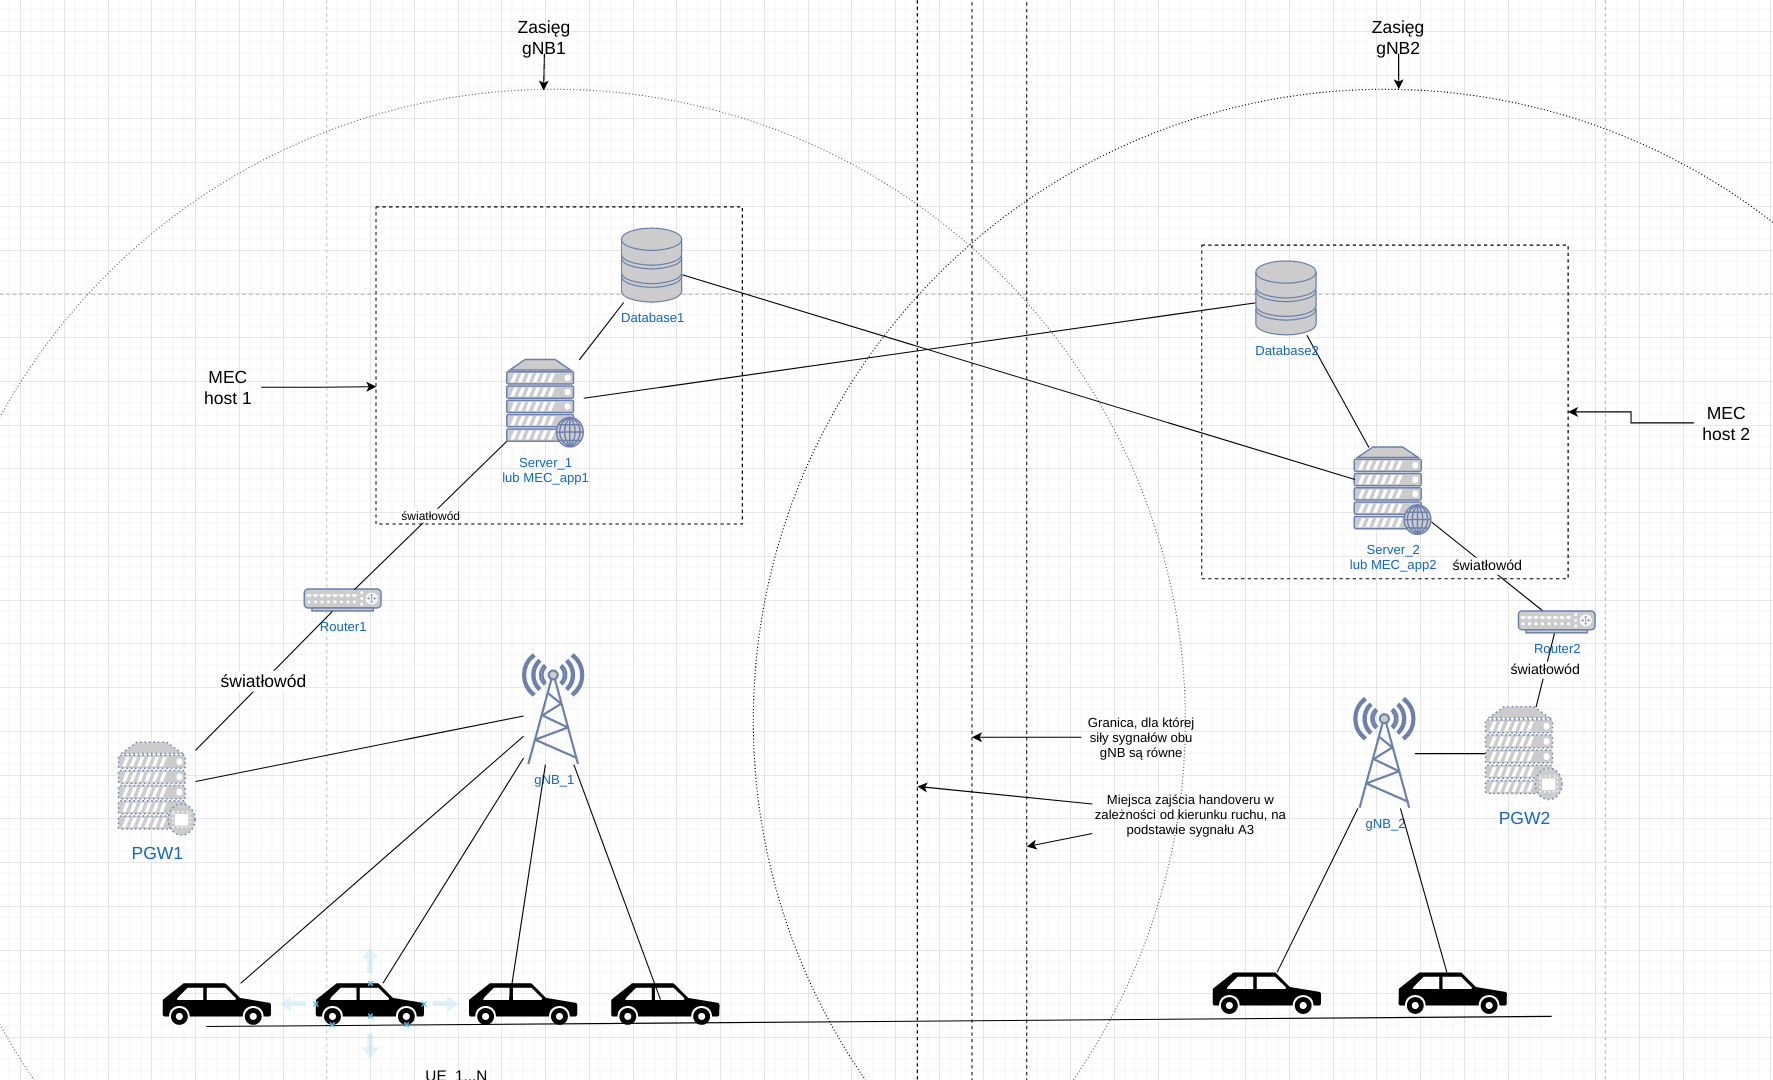 Zasięg
gNB1
Zasięg
gNB2
Database1
Database2
MEC
host 1
MEC
host 2
Server_1
lub MEC_app1
światłowód
Server_2
lub MEC_app2
światłowód
Router1
Router2
światłowód
światłowód
Granica, dla której
siły sygnałów obu
gNB są równe
gNB_1
Miejsca zajścia handoveru w
zależności od kierunku ruchu, na
podstawie sygnału A3
gNB_2
PGW2
PGW1
UE_1...N